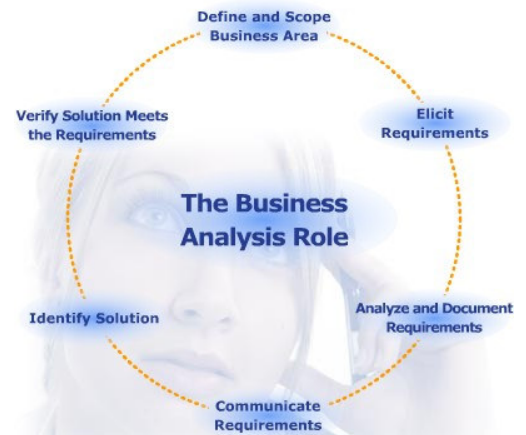 Define and Scope
Business Area
Elicit
Requirements
Analyze and Document
Requirements
Communicate
Requirements
Identify Solution
Verify Solution Meets
the Requirements
The Business
Analysis Role